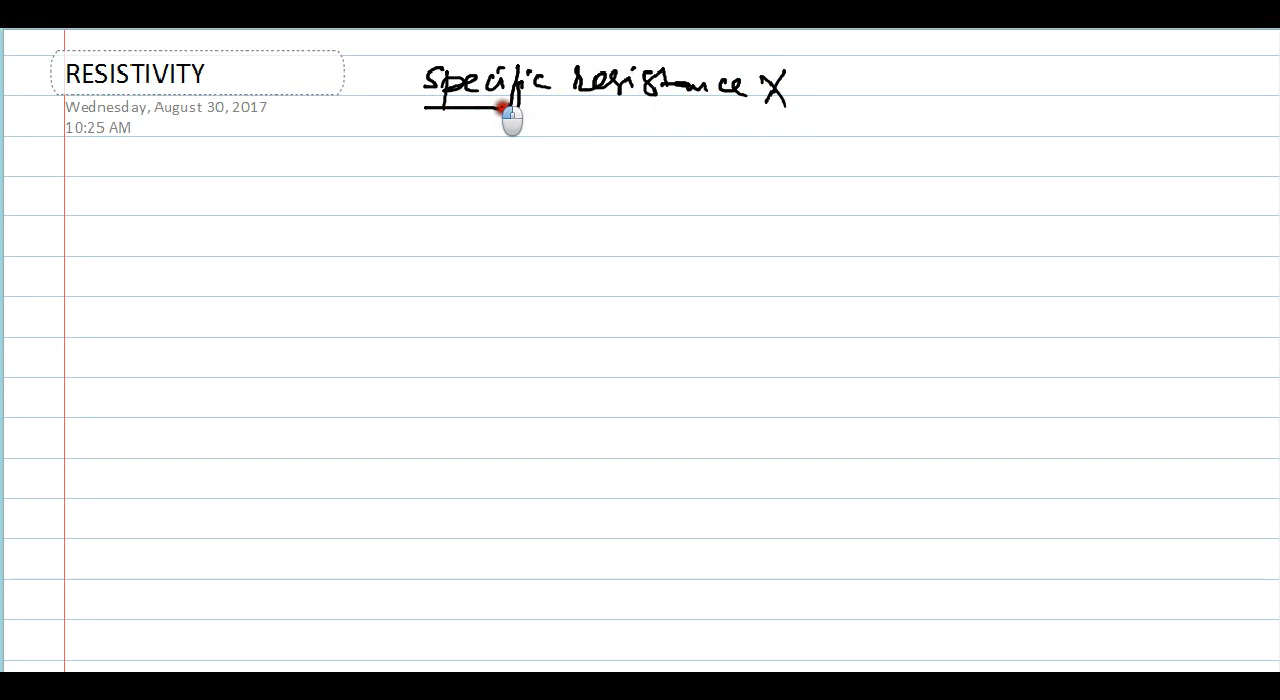 RESISTIVITY
specific resistance X
Wednesday, August 30, 2017
10:25 AM